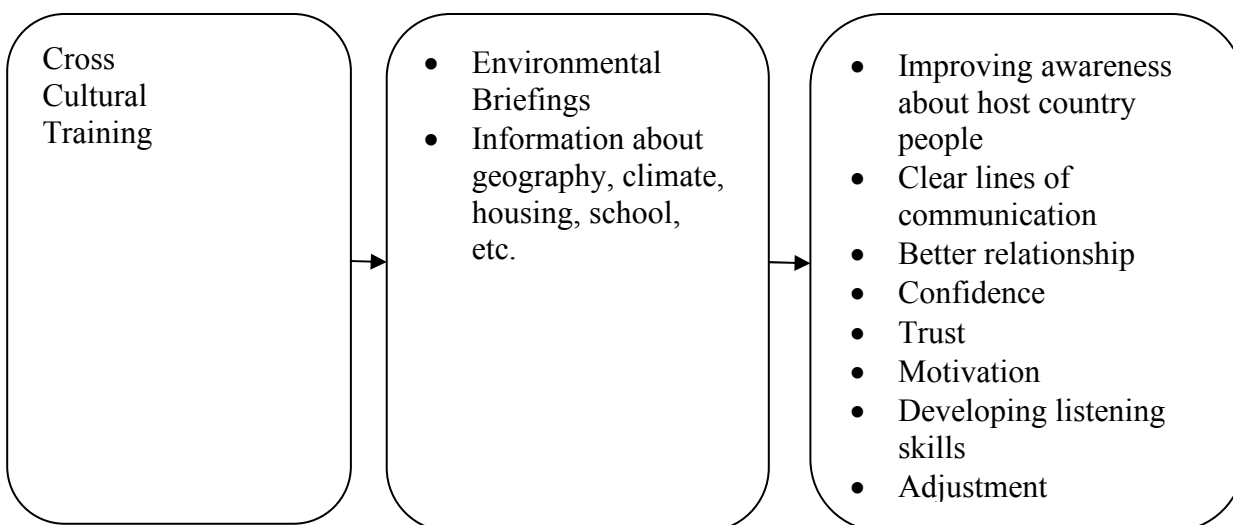 Cross
Cultural
Training
• Environmental
Briefings
• Information about
geography, climate,
housing, school,
etc.
• Improving awareness
about host country
people
• Clear lines of
communication
• Better relationship
• Confidence
• Trust
• Motivation
• Developing listening
skills
• Adjustment